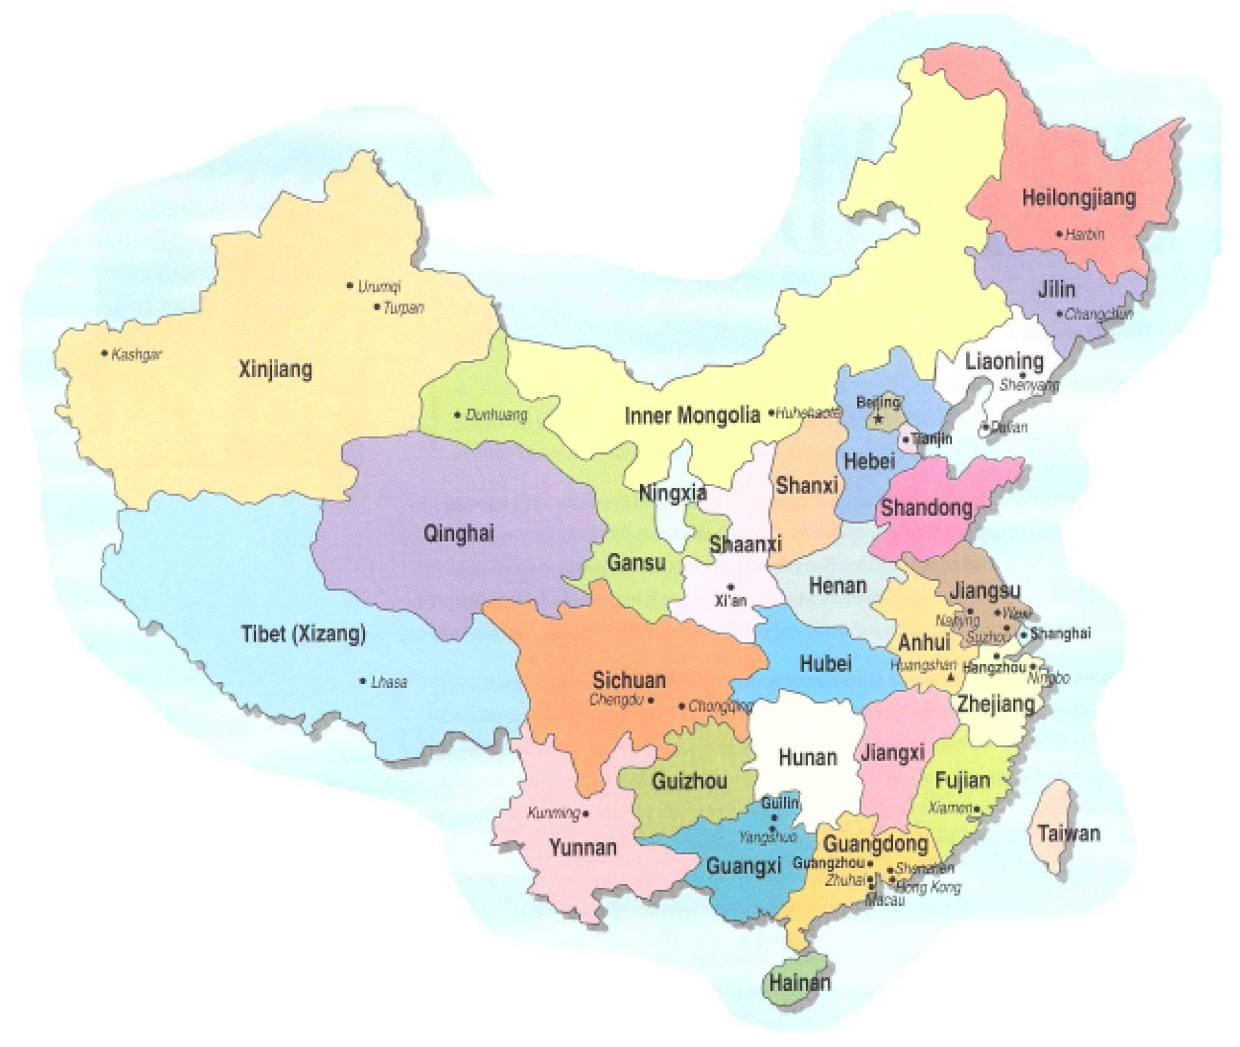 Heilongjiang
Harbin
Urumqi
Jilin
Turpan
Changchun
Kashgar
Liaoning
Xinjiang
Shenyang
Beijing
Dunhuang
Inner Mongolia
Huhehaote
Dalian
Tianjin
Hebei
Shanxi
Ningxia
Shandong
Qinghai
Shaanxi
Gansu
Henan
Jiangsu
Xi'an
Nanjing
Wuxi
Tibet (Xizang)
Suzhou
Shanghai
Anhui
Hubei
Huangshan
Hangzhou
Ningbo
Lhasa
Sichuan
Chengdu
Chongqing
Zhejiang
Hunan
Jiangxi
Guizhou
Fujian
Guilin
Xiamen
Kunming
Yangshuo
Taiwan
Yunnan
Guangdong
Guangxi
Guangzhou
Shenzhen
Zhuhai
Hong Kong
Macau
Hainan